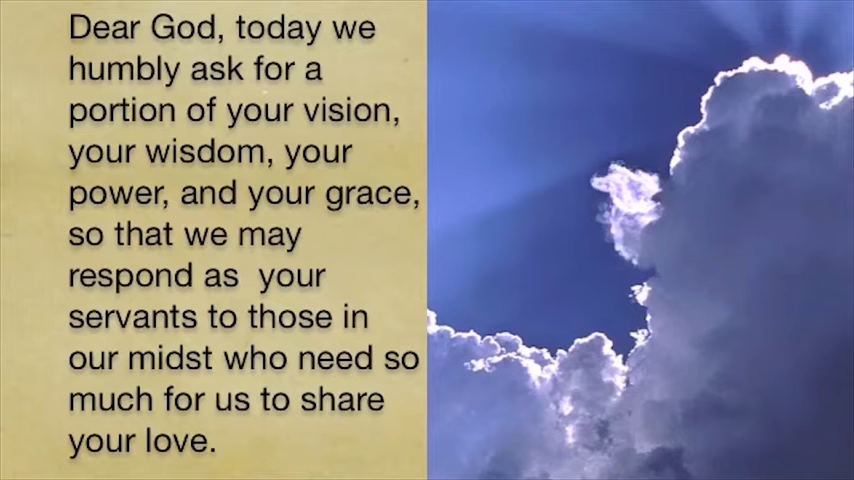 Dear God, today we
humbly ask for a
portion of your vision,
your wisdom, your
power, and your grace,
so that we may
respond as  your
servants to those in
our midst who need so
much for us to share
your love.